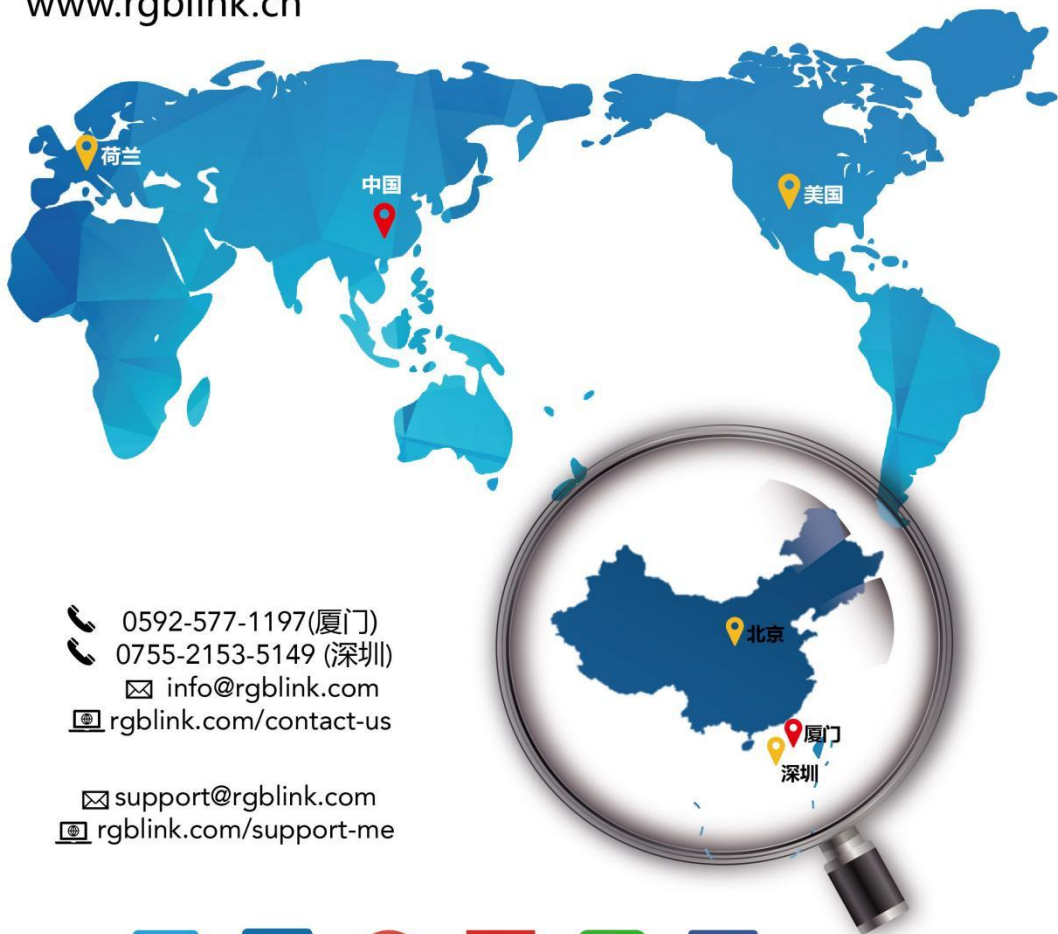 www.rgblink.cn
荷兰
中国
美国
0592-577-1197(厦门)
0755-2153-5149 (深圳)
info@rgblink.com
rgblink.com/contact-us
support@rgblink.com
rgblink.com/support-me
北京
厦门
深圳